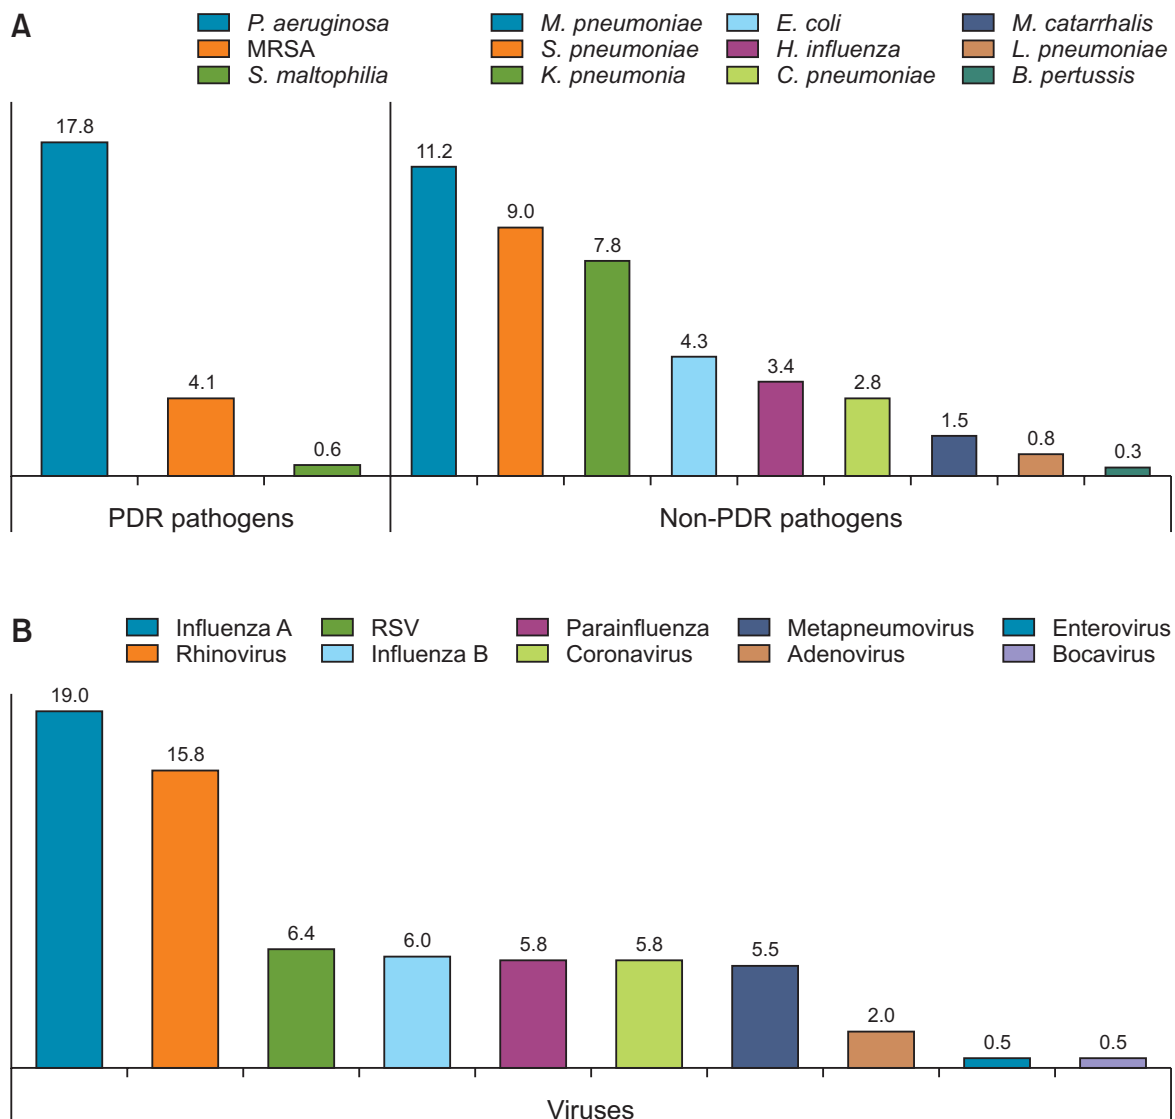 A
P. aeruginosa
MRSA
S. maltophilia
M. pneumoniae
S. pneumoniae
K. pneumonia
E. coli
H. influenza
C. pneumoniae
M. catarrhalis
L. pneumoniae
B. pertussis
17.8
4.1
0.6
11.2
9.0
7.8
4.3
3.4
2.8
1.5
0.8
0.3
PDR pathogens
Non-PDR pathogens
B
Influenza A
Rhinovirus
RSV
Influenza B
Parainfluenza
Coronavirus
Metapneumovirus
Adenovirus
Enterovirus
Bocavirus
19.0
15.8
6.4
6.0
5.8
5.8
5.5
2.0
0.5
0.5
Viruses